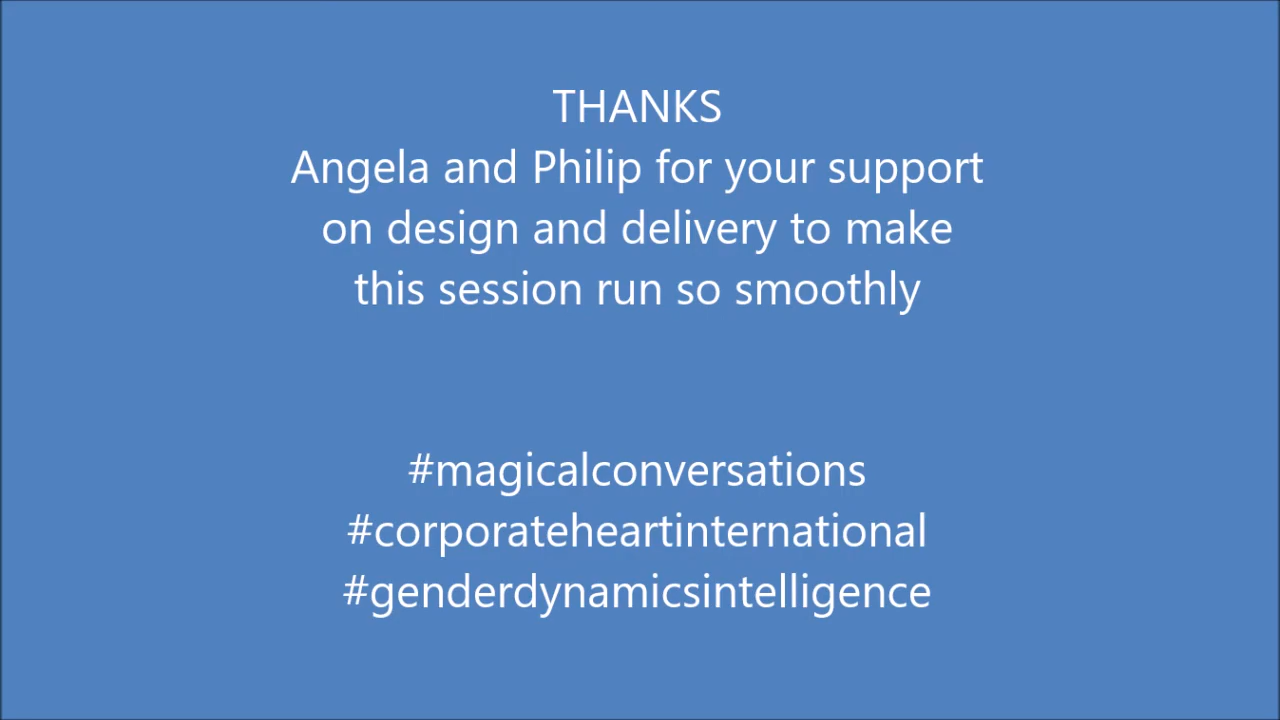 THANKS
Angela and Philip for your support
on design and delivery to make
this session run so smoothly
#magicalconversations
#corporateheartinternational
#genderdynamicsintelligence